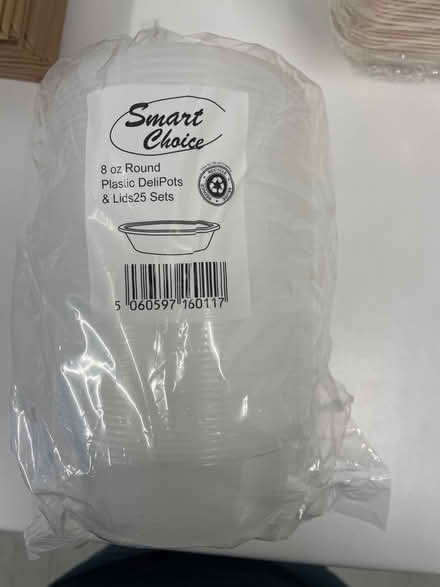 Smart
Choice
8 oz Round
Plastic DeliPots
& Lids25 Sets
5 060597 160117